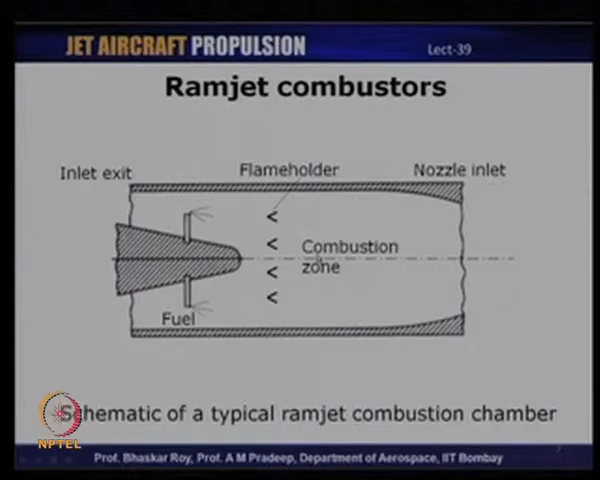 JET AIRCRAFT PROPULSION
Lect-39
Ramjet combustors
Inlet exit
Flameholder
Nozzle inlet
Combustion
zone
Fuel
Schematic of a typical ramjet combustion chamber
NPTEL
Prof. Bhaskar Roy, Prof. A M Pradeep, Department of Aerospace, IIT Bombay